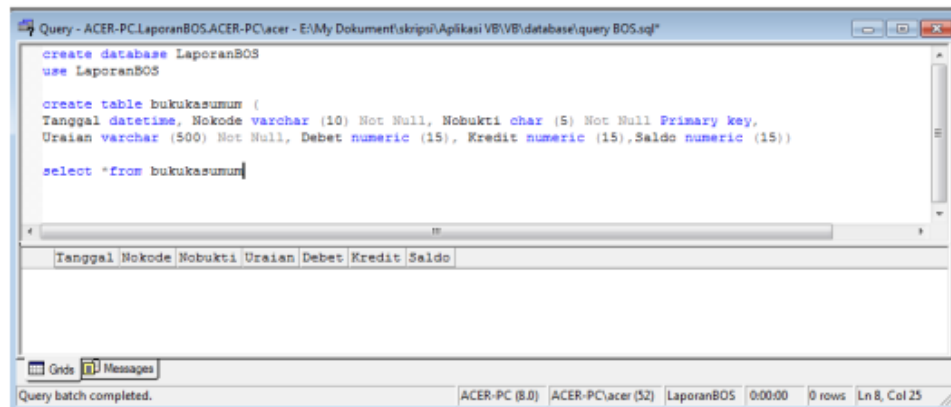 Query - ACER-PC.LaporanBOS.ACER-PC\acer - E:\My Dokument\skripsi\Aplikasi VB\VB\database\query BOS.sql*
create database LaporanBOS
use LaporanBOS
create table bukukasumum (
Tanggal datetime, Nokode varchar (10) Not Null, Nobukti char (5) Not Null Primary key,
Uraian varchar (500) Not Null, Debet numeric (15), Kredit numeric (15),Saldo numeric (15))
select *from bukukasumum
Tanggal Nokode Nobukti Uraian Debet Kredit Saldo
Grids Messages
Query batch completed. ACER-PC (8.0) ACER-PC\acer (52) LaporanBOS 0:00:00 0 rows Ln 8, Col 25